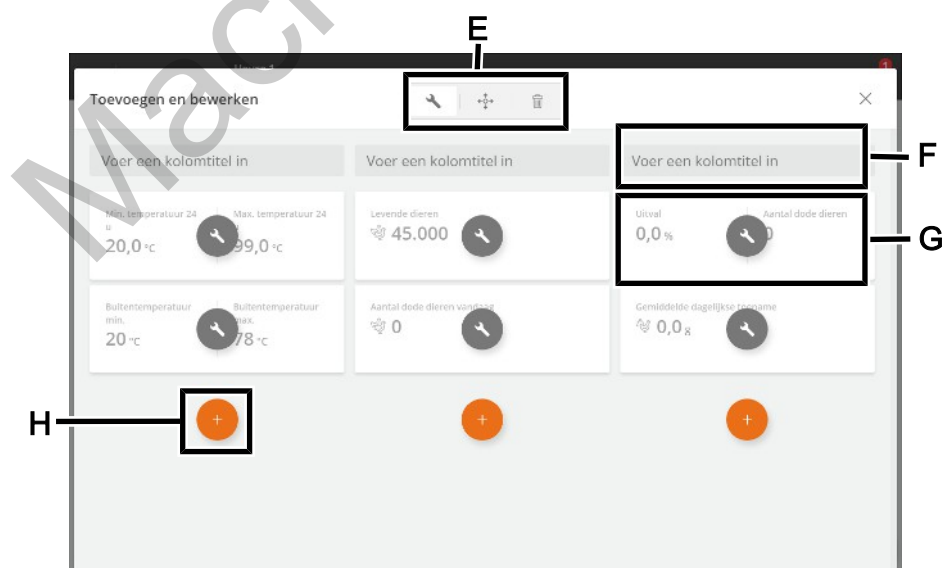 E
1
Toevoegen en bewerken
Voer een kolomtitel in
Voer een kolomtitel in
Voer een kolomtitel in
F
Min. temperatuur 24
Max. temperatuur 24
u
20,0 °C
99,0 °C
Levende dieren
45.000
Uitval
Aantal dode dieren
0,0 %
0
G
Buitentemperatuur
min.
Buitentemperatuur
max.
20 °C
78 °C
Aantal dode dieren vandaag
0
Gemiddelde dagelijkse toename
0,0 g
H